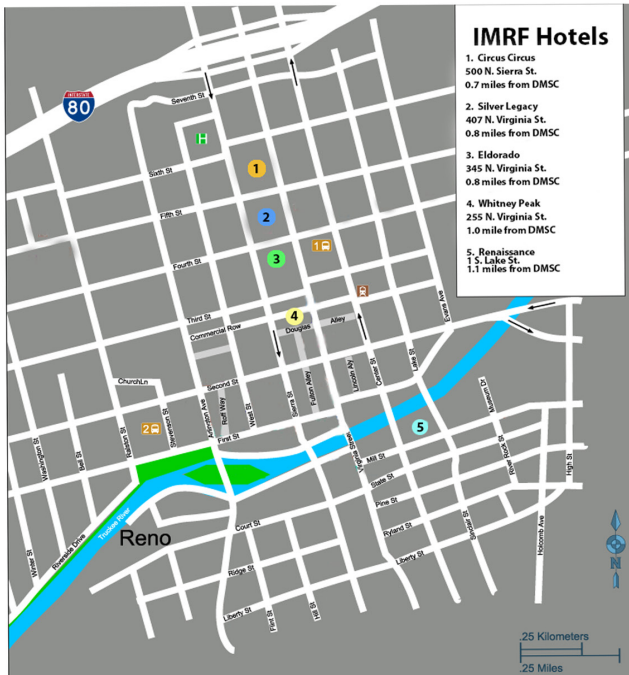 IMRF Hotels
1. Circus Circus
500 N. Sierra St.
0.7 miles from DMSC
2. Silver Legacy
407 N. Virginia St.
0.8 miles from DMSC
3. Eldorado
345 N. Virginia St.
0.8 miles from DMSC
4. Whitney Peak
255 N. Virginia St.
1.0 mile from DMSC
5. Renaissance
1 S. Lake St.
1.1 miles from DMSC
INTERSTATE
80
Seventh St
H
Sixth St
1
Fifth St
2
Fourth St
3
1
Third St
Commercial Row
4
Douglas
Alley
Evans Ave
Second St
Church Ln
First St
Washington St
Bell St
Ralston St
2
Stevenson St
Arlington Ave
Rolf Way
West St
Sierra St
Fulton Alley
Lincoln Aly
Center St
Lake St
Virginia Street
5
Museum Dr
River Rock St
High St
Mill St
State St
Pine St
Ryland St
Liberty St
Sinclair St
Holcomb Ave
Court St
Ridge St
Liberty St
Flint St
Hill St
Winter St
Riverside Drive
Truckee River
Reno
N
.25 Kilometers
.25 Miles